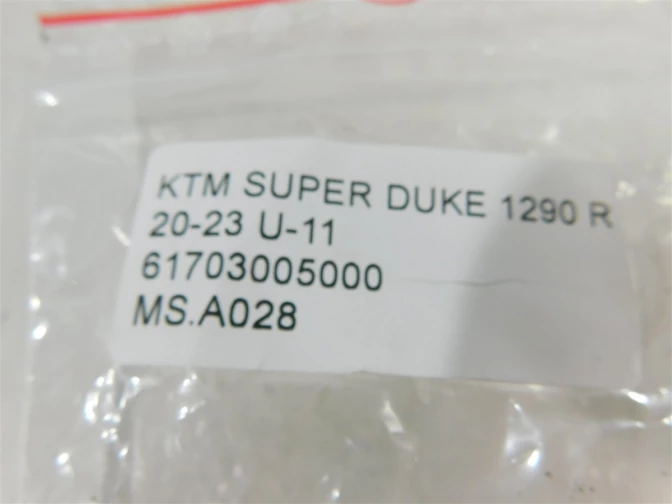 KTM SUPER DUKE 1290 R
20-23 U-11
61703005000
MS.A028